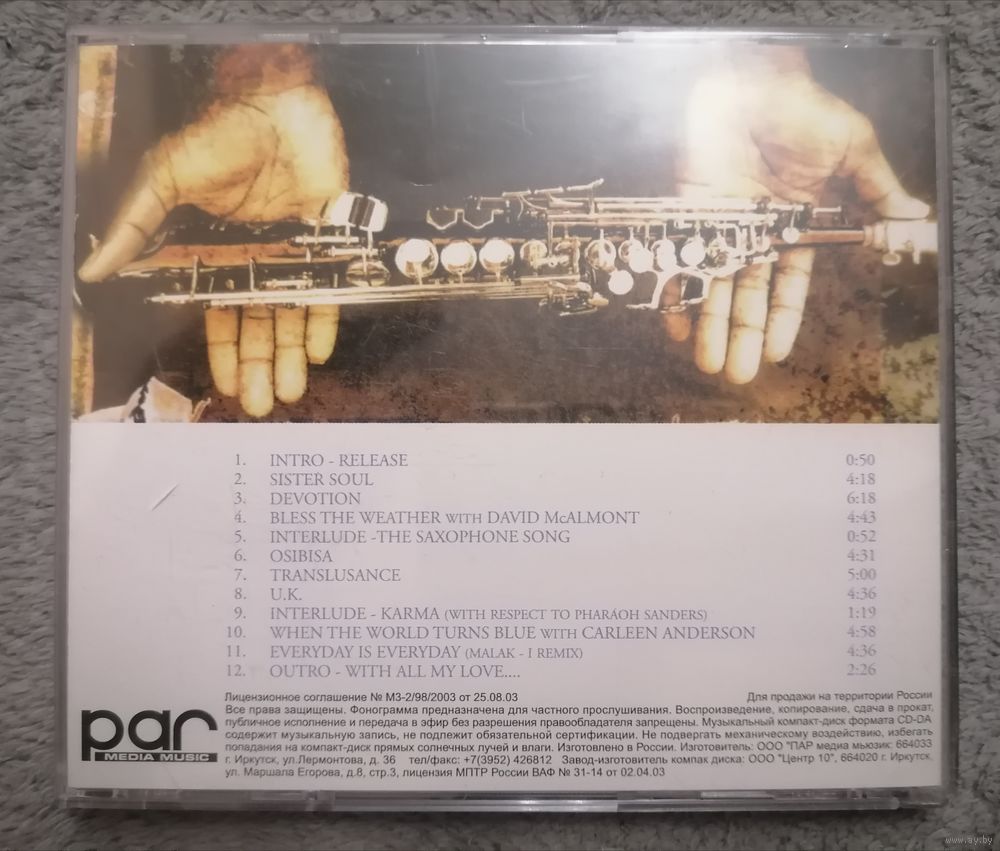 1. INTRO - RELEASE 0:50
2. SISTER SOUL 4:18
3. DEVOTION 6:18
4. BLESS THE WEATHER WITH DAVID McALMONT 4:43
5. INTERLUDE -THE SAXOPHONE SONG 0:52
6. OSIBISA 4:31
7. TRANSLUSANCE 5:00
8. U.K. 4:36
9. INTERLUDE - KARMA (WITH RESPECT TO PHARAOH SANDERS) 1:19
10. WHEN THE WORLD TURNS BLUE WITH CARLEEN ANDERSON 4:58
11. EVERYDAY IS EVERYDAY (MALAK - I REMIX) 4:36
12. OUTRO - WITH ALL MY LOVE.... 2:26
Лицензионное соглашение № МЗ-2/98/2003 от 25.08.03 Для продажи на территории России
Все права защищены. Фонограмма предназначена для частного прослушивания. Воспроизведение, копирование, сдача в прокат,
публичное исполнение и передача в эфир без разрешения правообладателя запрещены. Музыкальный компакт-диск формата CD-DA
содержит музыкальную запись, не подлежит обязательной сертификации. Не подвергать механическому воздействию, избегать
попадания на компакт-диск прямых солнечных лучей и влаги. Изготовлено в России. Изготовитель: ООО "ПАР медиа мьюзик: 664033
г. Иркутск, ул.Лермонтова, д. 36 тел/факс: +7(3952) 426812 Завод-изготовитель компак диска: ООО "Центр 10", 664020 г. Иркутск,
ул. Маршала Егорова, д.8, стр.3, лицензия МПТР России ВАФ № 31-14 от 02.04.03
par
MEDIA MUSIC
www.ay.by